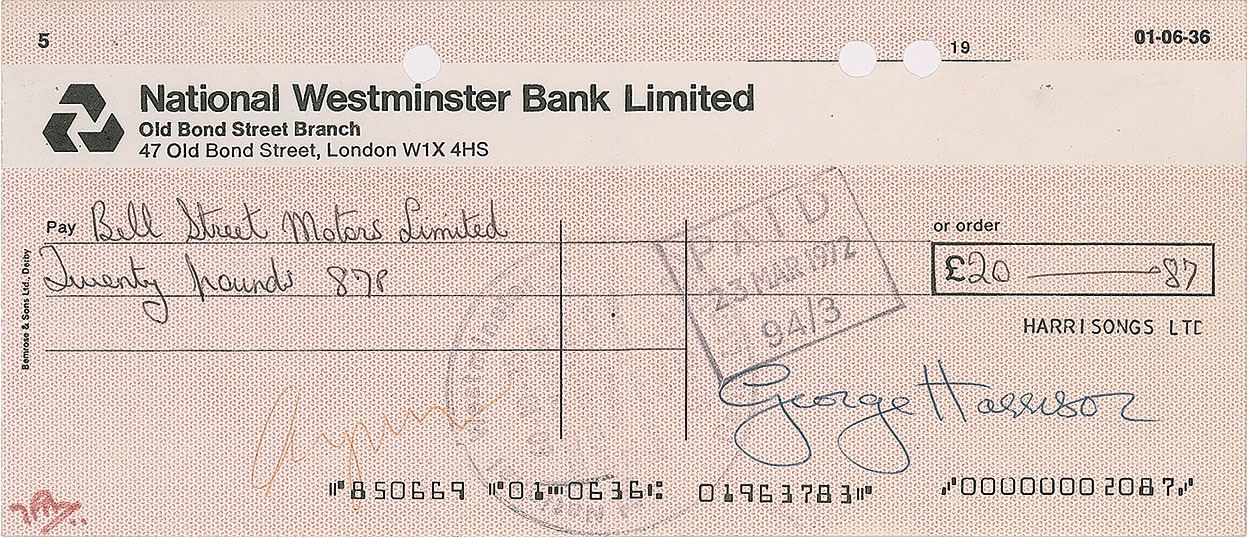 5
19
01-06-36
National Westminster Bank Limited
Old Bond Street Branch
47 Old Bond Street, London W1X 4HS
Pay Bell Street Motors Limited
or order
Twenty pounds 87p
£20 — 87
PAID
23 MAR 1972
94/3
HARRISONGS LTD
Bemrose & Sons Ltd., Derby
George Harrison
⑈850669 ⑈01⑉0636⑆ 01963783⑈ ⑇0000002087⑇